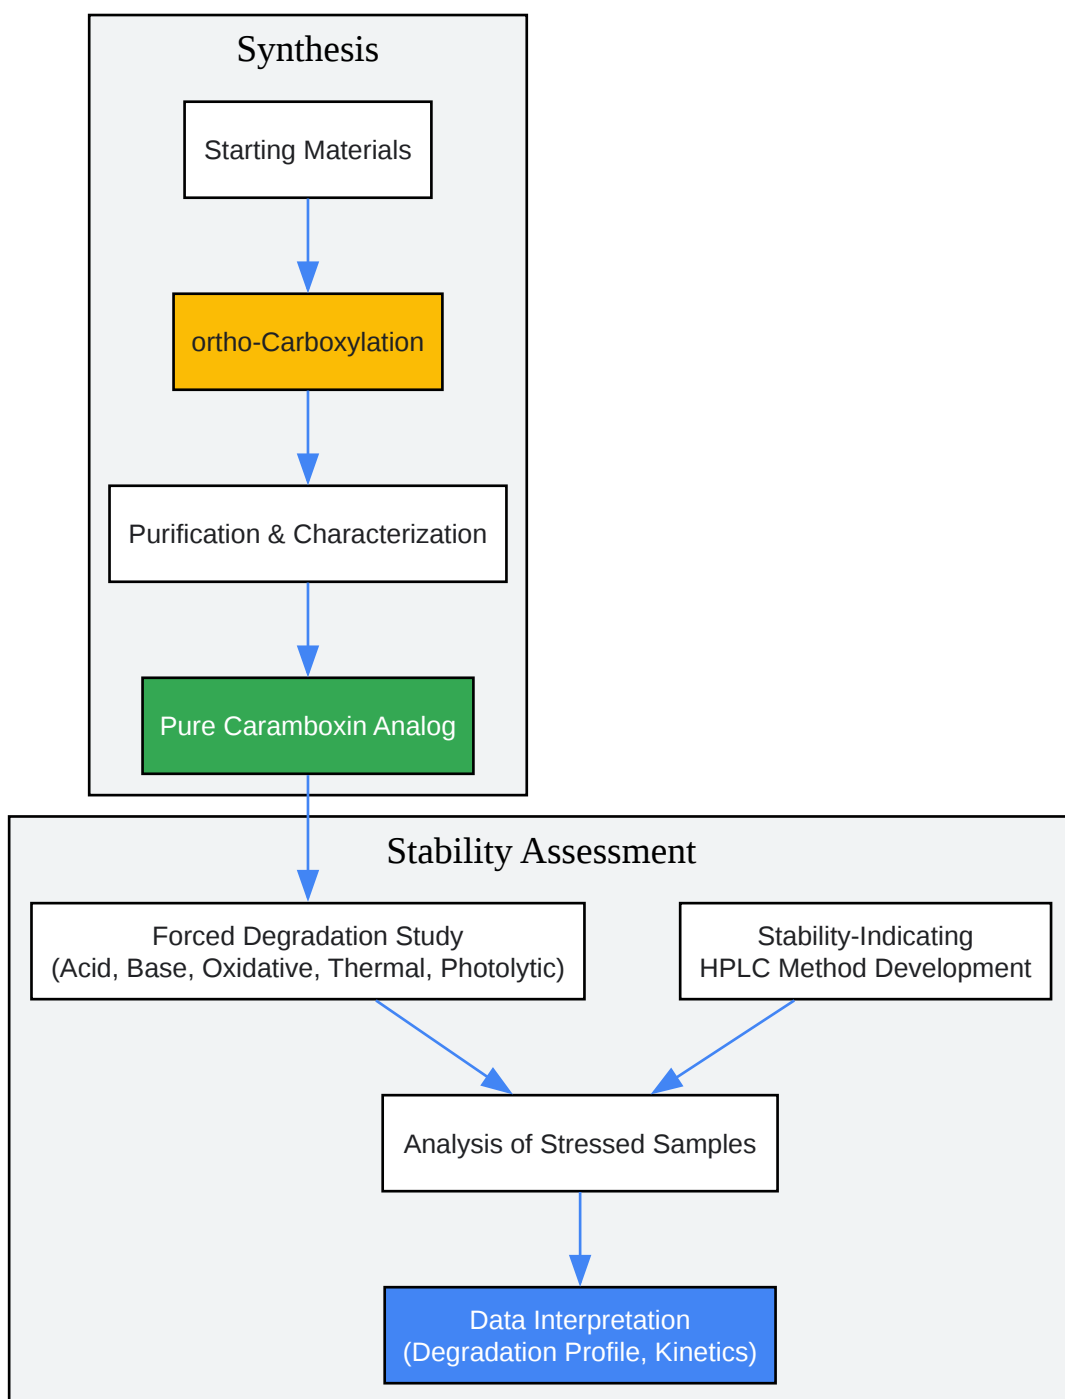 Synthesis
Starting Materials
ortho-Carboxylation
Purification & Characterization
Pure Caramboxin Analog
Stability Assessment
Forced Degradation Study
(Acid, Base, Oxidative, Thermal, Photolytic)
Stability-Indicating
HPLC Method Development
Analysis of Stressed Samples
Data Interpretation
(Degradation Profile, Kinetics)